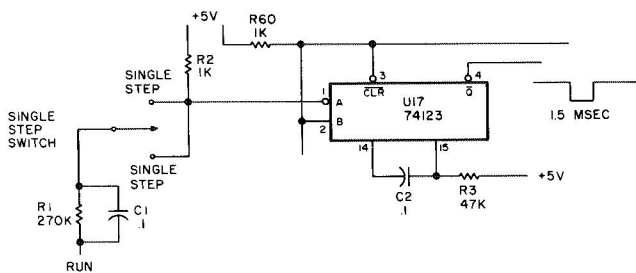 +5V
R60
1K
R2
1K
SINGLE
STEP
3
4
CLR
Q
1
A
U17
74123
B
2
1.5 MSEC
SINGLE
STEP
SWITCH
14
15
SINGLE
STEP
+5V
C2
.1
R3
47K
R1
270K
C1
.1
RUN